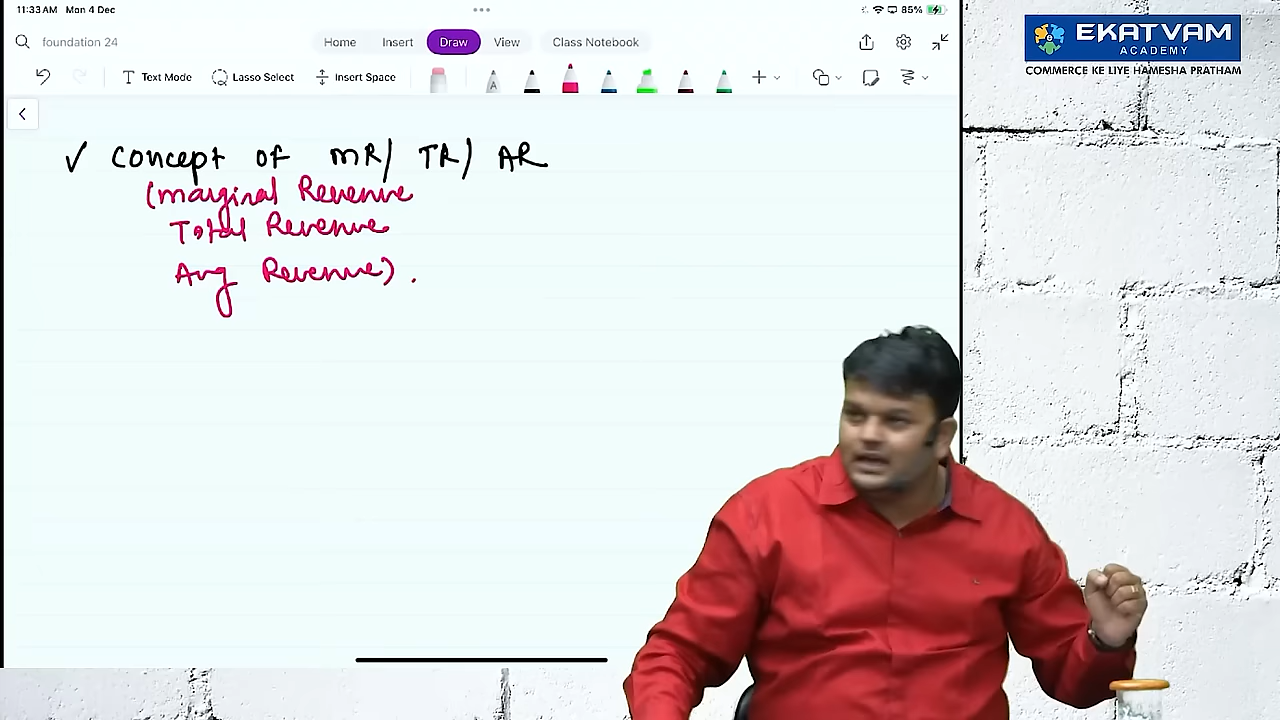 11:33 AM Mon 4 Dec
85%
foundation 24
Home Insert Draw View Class Notebook
Text Mode Lasso Select Insert Space
EKATVAM
ACADEMY
COMMERCE KE LIYE HAMESHA PRATHAM
✓ Concept of MR/ TR/ AR
(Marginal Revenue
Total Revenue
Avg Revenue).